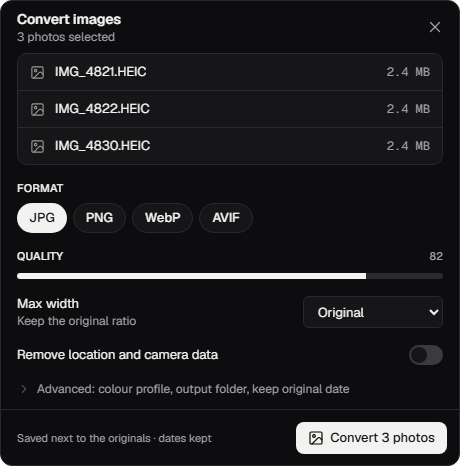 Convert images
3 photos selected
IMG_4821.HEIC 2.4 MB
IMG_4822.HEIC 2.4 MB
IMG_4830.HEIC 2.4 MB
FORMAT
JPG PNG WebP AVIF
QUALITY 82
Max width
Keep the original ratio
Original
Remove location and camera data
Advanced: colour profile, output folder, keep original date
Saved next to the originals · dates kept
Convert 3 photos